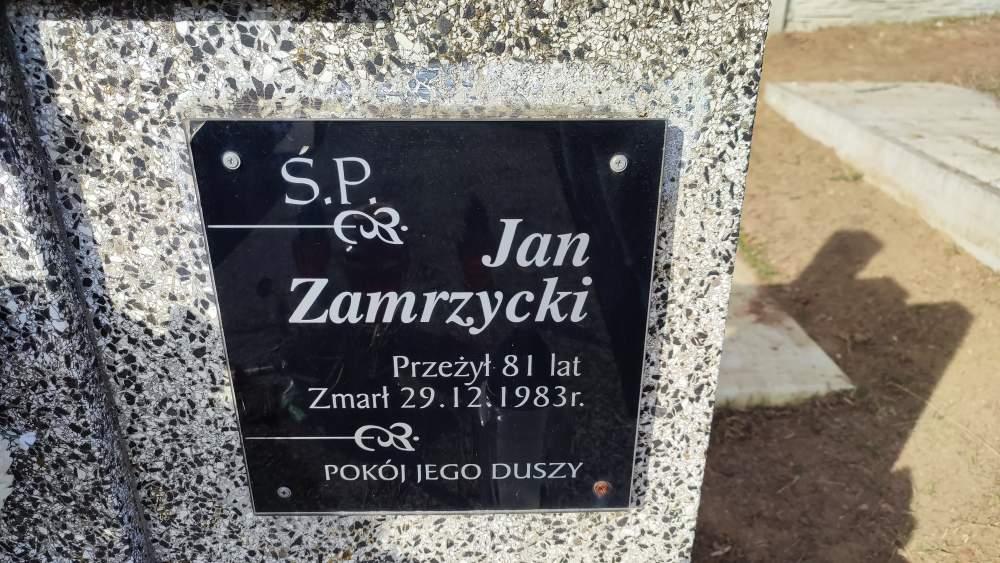 Ś.P.
Jan
Zamrzycki
Przeżył 81 lat
Zmarł 29.12.1983r.
POKÓJ JEGO DUSZY